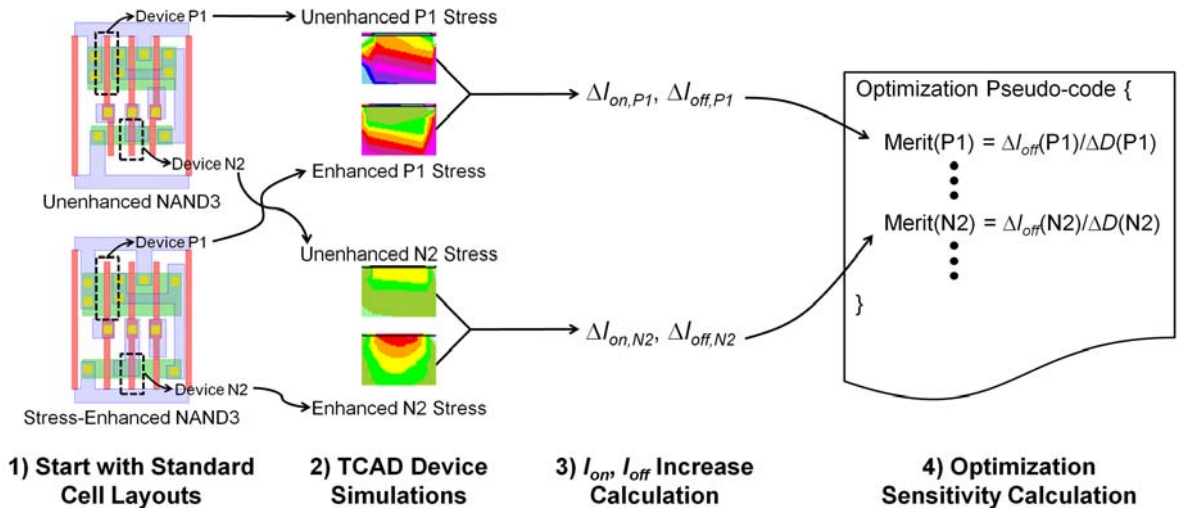 Device P1
Unenhanced P1 Stress
Device N2
Unenhanced NAND3
Enhanced P1 Stress
Device P1
Unenhanced N2 Stress
Device N2
Stress-Enhanced NAND3
Enhanced N2 Stress
ΔIon,P1, ΔIoff,P1
ΔIon,N2, ΔIoff,N2
Optimization Pseudo-code {
Merit(P1) = ΔIoff(P1)/ΔD(P1)
Merit(N2) = ΔIoff(N2)/ΔD(N2)
}
1) Start with Standard
Cell Layouts
2) TCAD Device
Simulations
3) Ion, Ioff Increase
Calculation
4) Optimization
Sensitivity Calculation